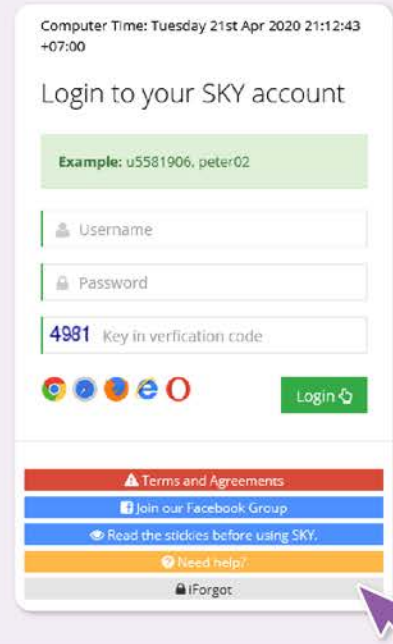 Computer Time: Tuesday 21st Apr 2020 21:12:43
+07:00
Login to your SKY account
Example: u5581906, peter02
Username
Password
4981 Key in verfication code
Login
Terms and Agreements
Join our Facebook Group
Read the stickies before using SKY.
Need help?
iForgot